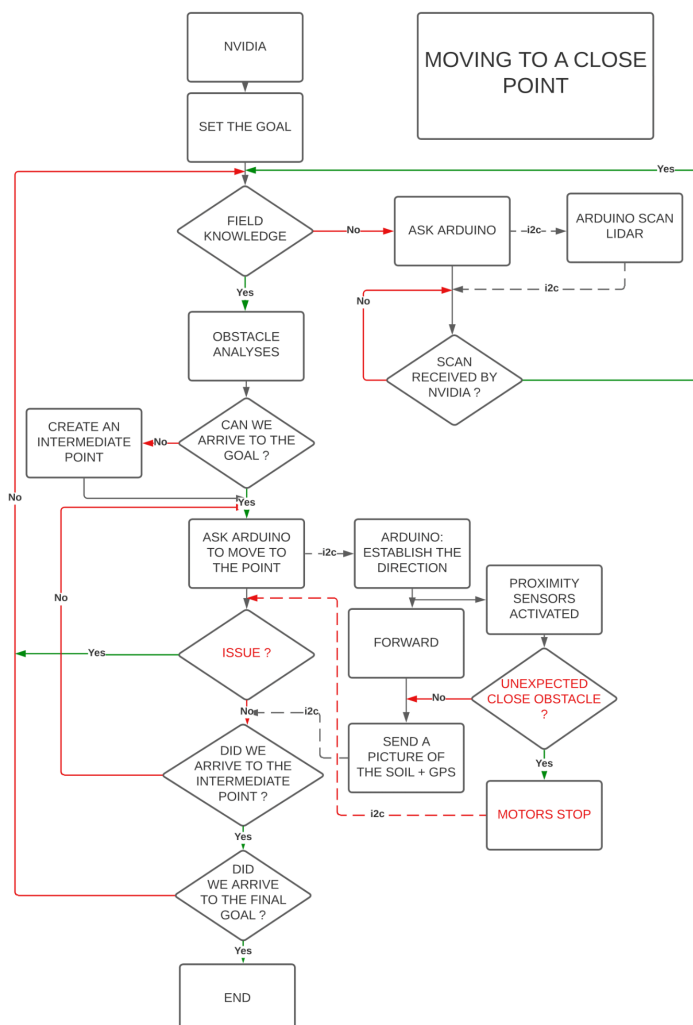 NVIDIA
MOVING TO A CLOSE
POINT
SET THE GOAL
Yes
FIELD
KNOWLEDGE
No
ASK ARDUINO
i2c
ARDUINO SCAN
LIDAR
i2c
Yes
No
OBSTACLE
ANALYSES
SCAN
RECEIVED BY
NVIDIA ?
CREATE AN
INTERMEDIATE
POINT
No
CAN WE
ARRIVE TO THE
GOAL ?
No
Yes
ASK ARDUINO
TO MOVE TO
THE POINT
i2c
ARDUINO:
ESTABLISH THE
DIRECTION
PROXIMITY
SENSORS
ACTIVATED
No
FORWARD
Yes
ISSUE ?
UNEXPECTED
CLOSE OBSTACLE
?
No
No
i2c
SEND A
PICTURE OF
THE SOIL + GPS
DID WE
ARRIVE TO THE
INTERMEDIATE
POINT ?
Yes
i2c
MOTORS STOP
Yes
DID
WE ARRIVE
TO THE FINAL
GOAL ?
Yes
END